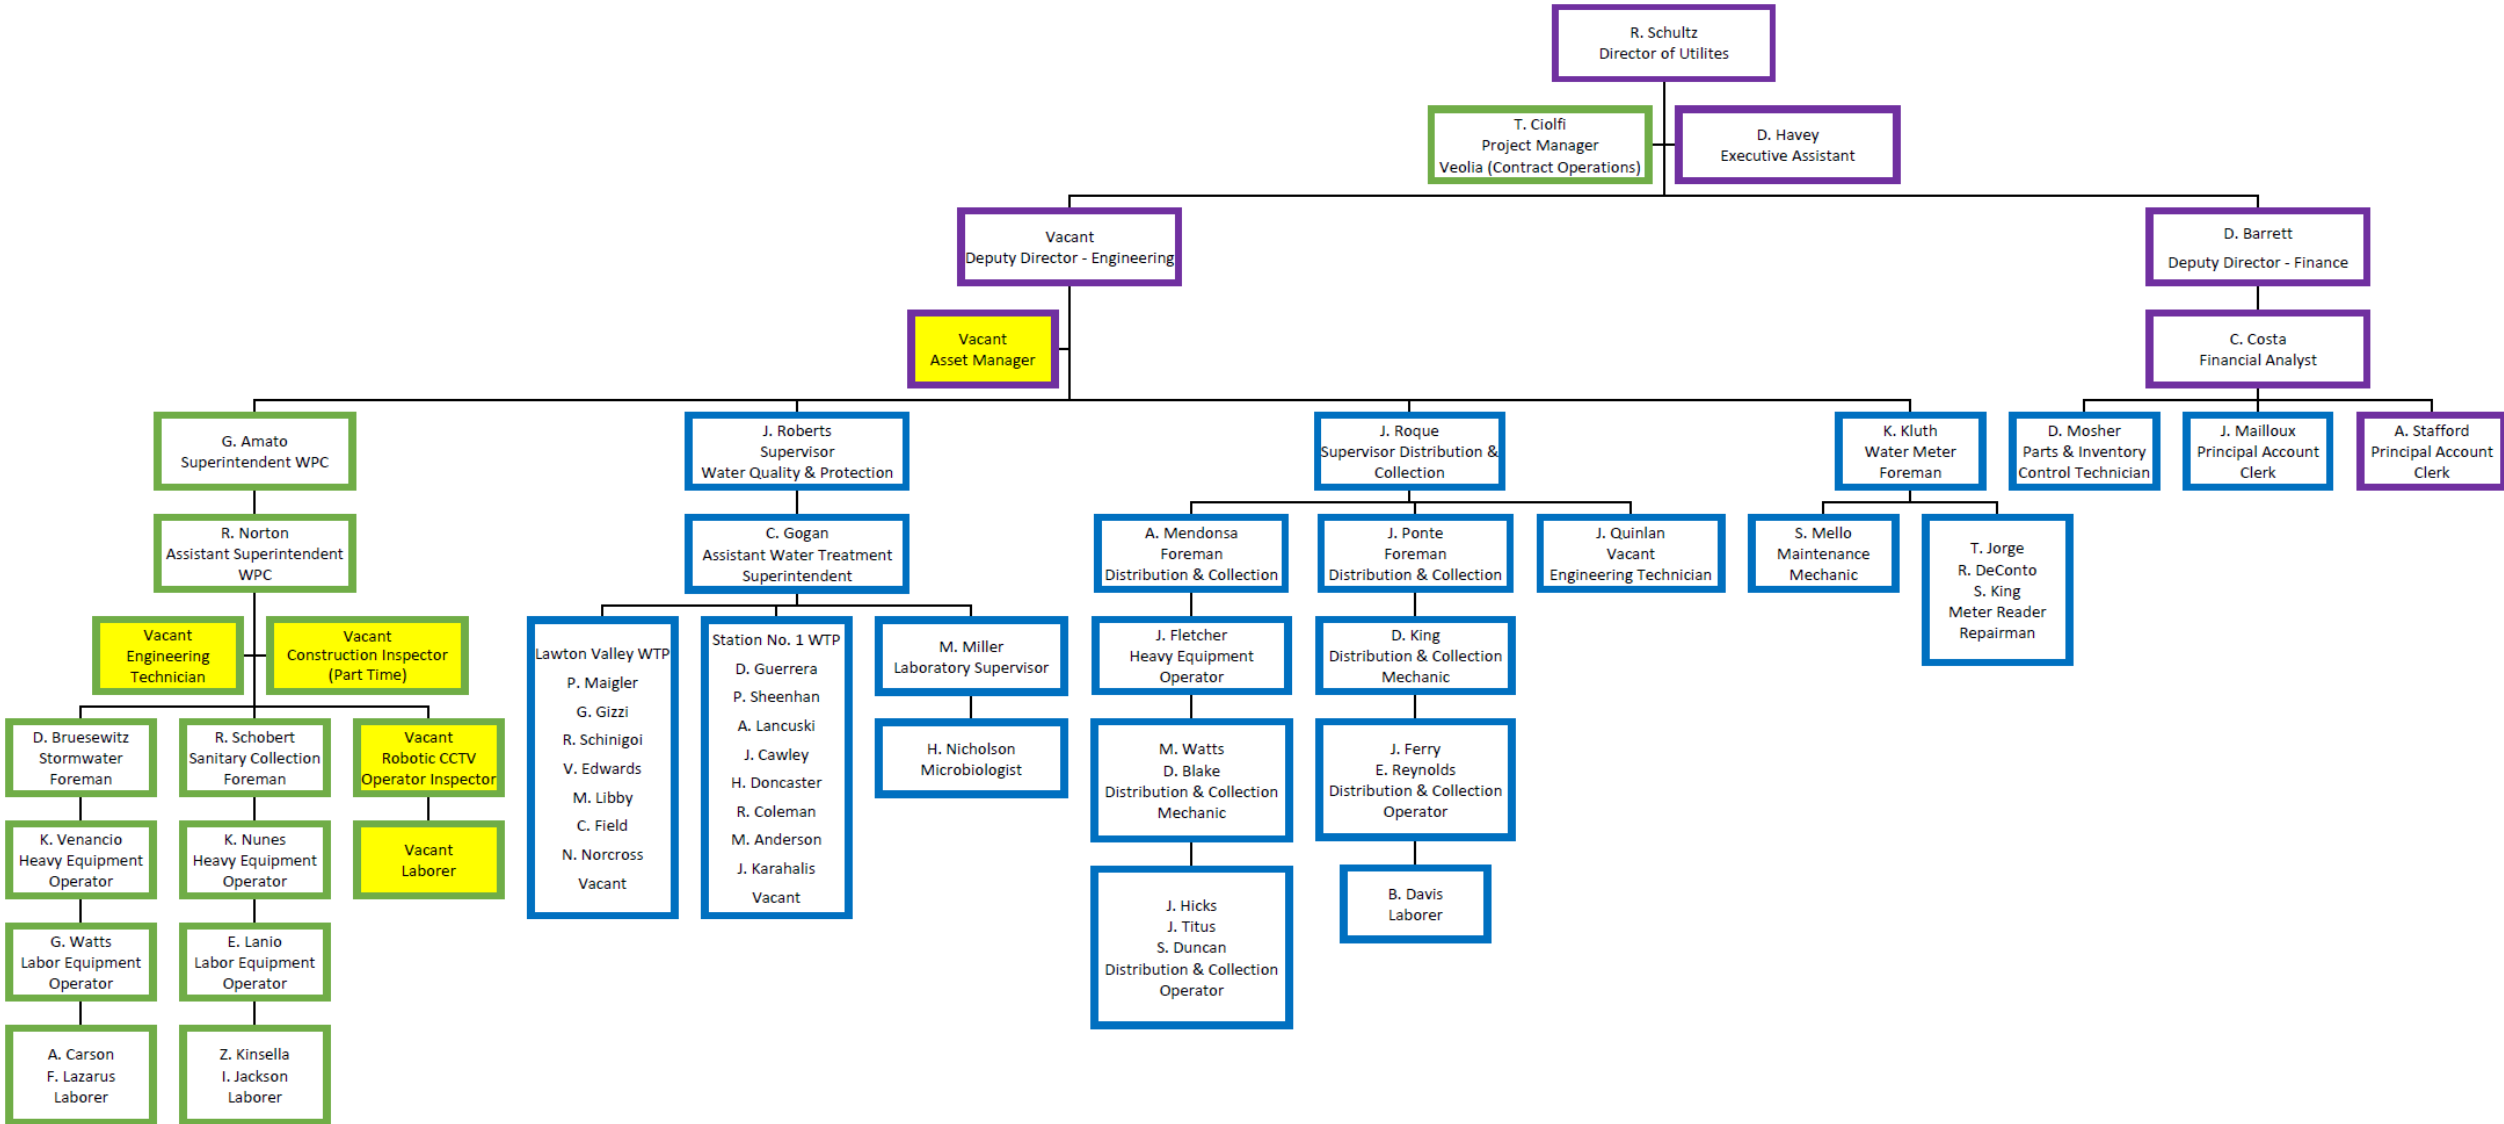 R. Schultz
Director of Utilites
T. Ciolfi
Project Manager
Veolia (Contract Operations)
D. Havey
Executive Assistant
Vacant
Deputy Director - Engineering
D. Barrett
Deputy Director - Finance
Vacant
Asset Manager
C. Costa
Financial Analyst
G. Amato
Superintendent WPC
J. Roberts
Supervisor
Water Quality & Protection
J. Roque
Supervisor Distribution &
Collection
K. Kluth
Water Meter
Foreman
D. Mosher
Parts & Inventory
Control Technician
J. Mailloux
Principal Account
Clerk
A. Stafford
Principal Account
Clerk
R. Norton
Assistant Superintendent
WPC
C. Gogan
Assistant Water Treatment
Superintendent
A. Mendonsa
Foreman
Distribution & Collection
J. Ponte
Foreman
Distribution & Collection
J. Quinlan
Vacant
Engineering Technician
S. Mello
Maintenance
Mechanic
T. Jorge
R. DeConto
S. King
Meter Reader
Repairman
Vacant
Engineering
Technician
Vacant
Construction Inspector
(Part Time)
Lawton Valley WTP
P. Maigler
G. Gizzi
R. Schinigoi
V. Edwards
M. Libby
C. Field
N. Norcross
Vacant
Station No. 1 WTP
D. Guerrera
P. Sheenhan
A. Lancuski
J. Cawley
H. Doncaster
R. Coleman
M. Anderson
J. Karahalis
Vacant
M. Miller
Laboratory Supervisor
J. Fletcher
Heavy Equipment
Operator
D. King
Distribution & Collection
Mechanic
D. Bruesewitz
Stormwater
Foreman
R. Schobert
Sanitary Collection
Foreman
Vacant
Robotic CCTV
Operator Inspector
H. Nicholson
Microbiologist
M. Watts
D. Blake
Distribution & Collection
Mechanic
J. Ferry
E. Reynolds
Distribution & Collection
Operator
K. Venancio
Heavy Equipment
Operator
K. Nunes
Heavy Equipment
Operator
Vacant
Laborer
J. Hicks
J. Titus
S. Duncan
Distribution & Collection
Operator
B. Davis
Laborer
G. Watts
Labor Equipment
Operator
E. Lanio
Labor Equipment
Operator
A. Carson
F. Lazarus
Laborer
Z. Kinsella
I. Jackson
Laborer